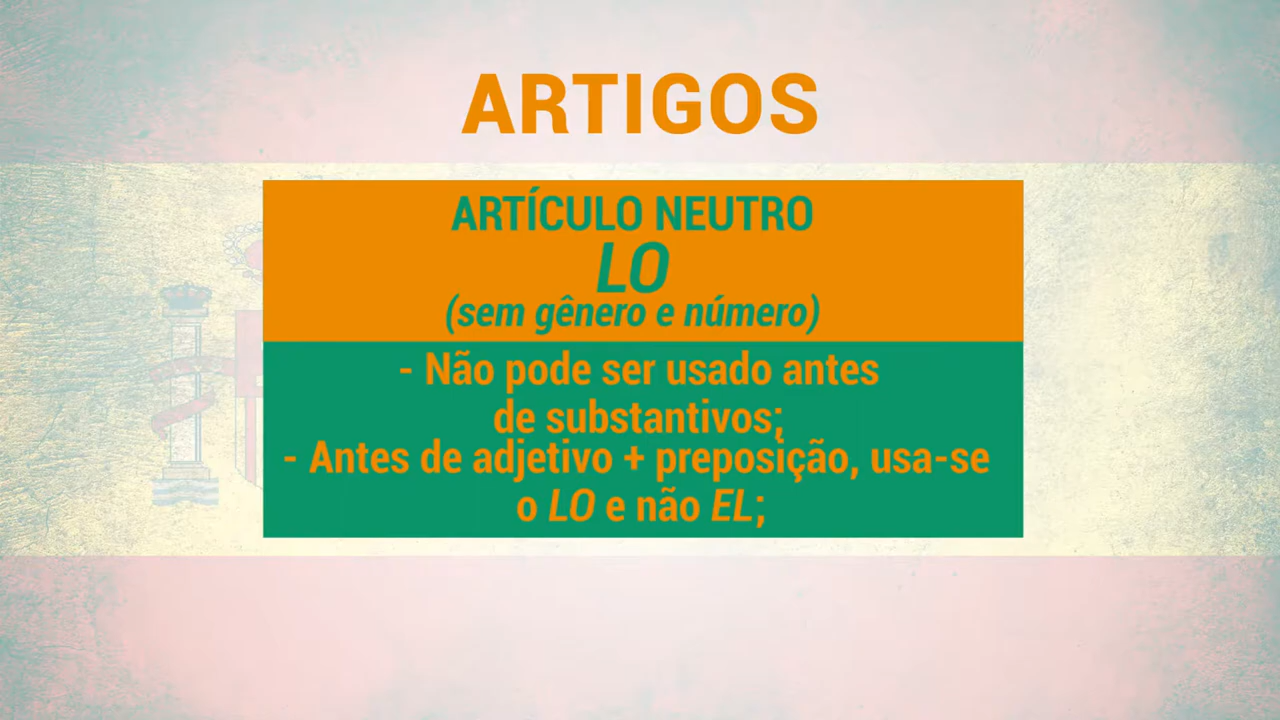 ARTIGOS
ARTÍCULO NEUTRO
LO
(sem gênero e número)
- Não pode ser usado antes
de substantivos;
- Antes de adjetivo + preposição, usa-se
o LO e não EL;